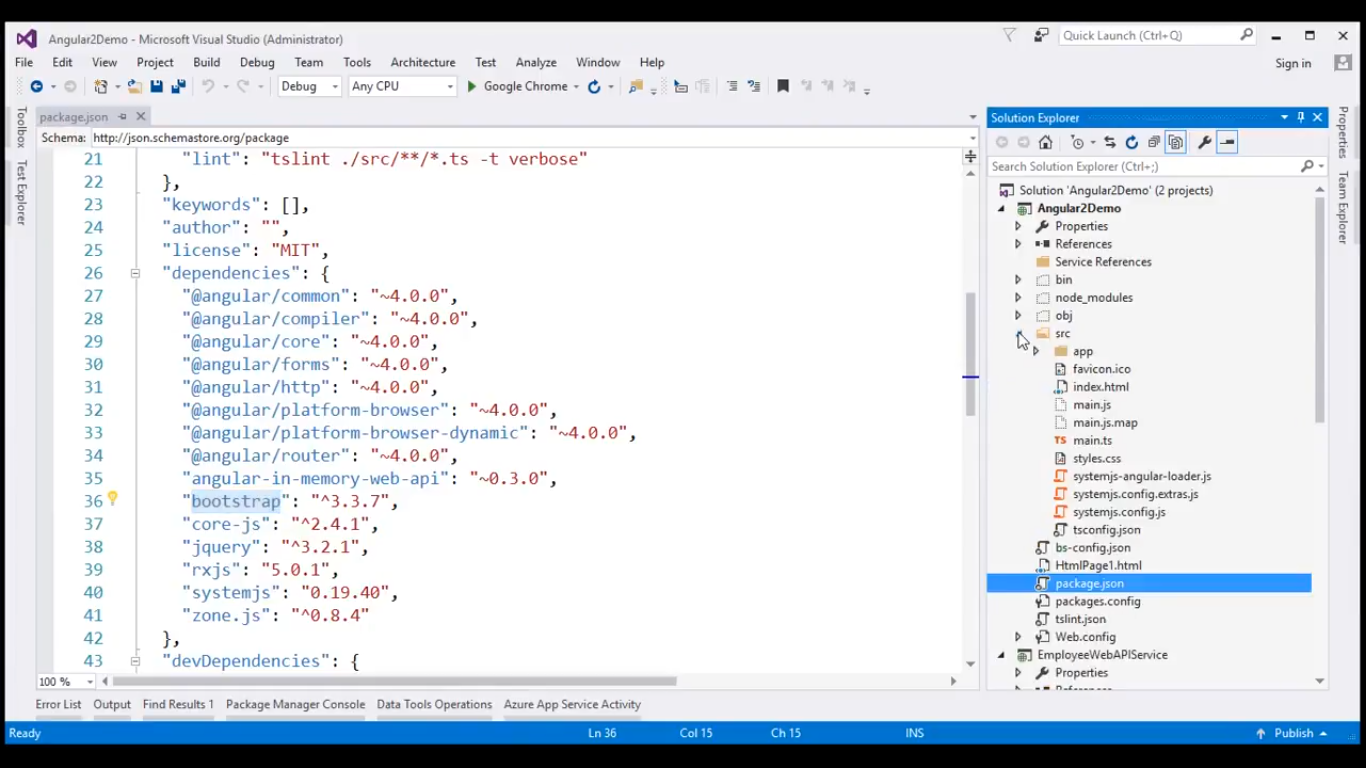 Angular2Demo - Microsoft Visual Studio (Administrator)
Quick Launch (Ctrl+Q)
File Edit View Project Build Debug Team Tools Architecture Test Analyze Window Help
Sign in
Debug Any CPU Google Chrome
Toolbox
Test Explorer
package.json
Schema: http://json.schemastore.org/package
21 "lint": "tslint ./src/**/*.ts -t verbose"
22 },
23 "keywords": [],
24 "author": "",
25 "license": "MIT",
26 "dependencies": {
27 "@angular/common": "~4.0.0",
28 "@angular/compiler": "~4.0.0",
29 "@angular/core": "~4.0.0",
30 "@angular/forms": "~4.0.0",
31 "@angular/http": "~4.0.0",
32 "@angular/platform-browser": "~4.0.0",
33 "@angular/platform-browser-dynamic": "~4.0.0",
34 "@angular/router": "~4.0.0",
35 "angular-in-memory-web-api": "~0.3.0",
36 "bootstrap": "^3.3.7",
37 "core-js": "^2.4.1",
38 "jquery": "^3.2.1",
39 "rxjs": "5.0.1",
40 "systemjs": "0.19.40",
41 "zone.js": "^0.8.4"
42 },
43 "devDependencies": {
100 %
Solution Explorer
Search Solution Explorer (Ctrl+;)
Solution 'Angular2Demo' (2 projects)
Angular2Demo
Properties
References
Service References
bin
node_modules
obj
src
app
favicon.ico
index.html
main.js
main.js.map
TS main.ts
styles.css
systemjs-angular-loader.js
systemjs.config.extras.js
systemjs.config.js
tsconfig.json
bs-config.json
HtmlPage1.html
package.json
packages.config
tslint.json
Web.config
EmployeeWebAPIService
Properties
References
Properties
Team Explorer
Error List Output Find Results 1 Package Manager Console Data Tools Operations Azure App Service Activity
Ready Ln 36 Col 15 Ch 15 INS Publish